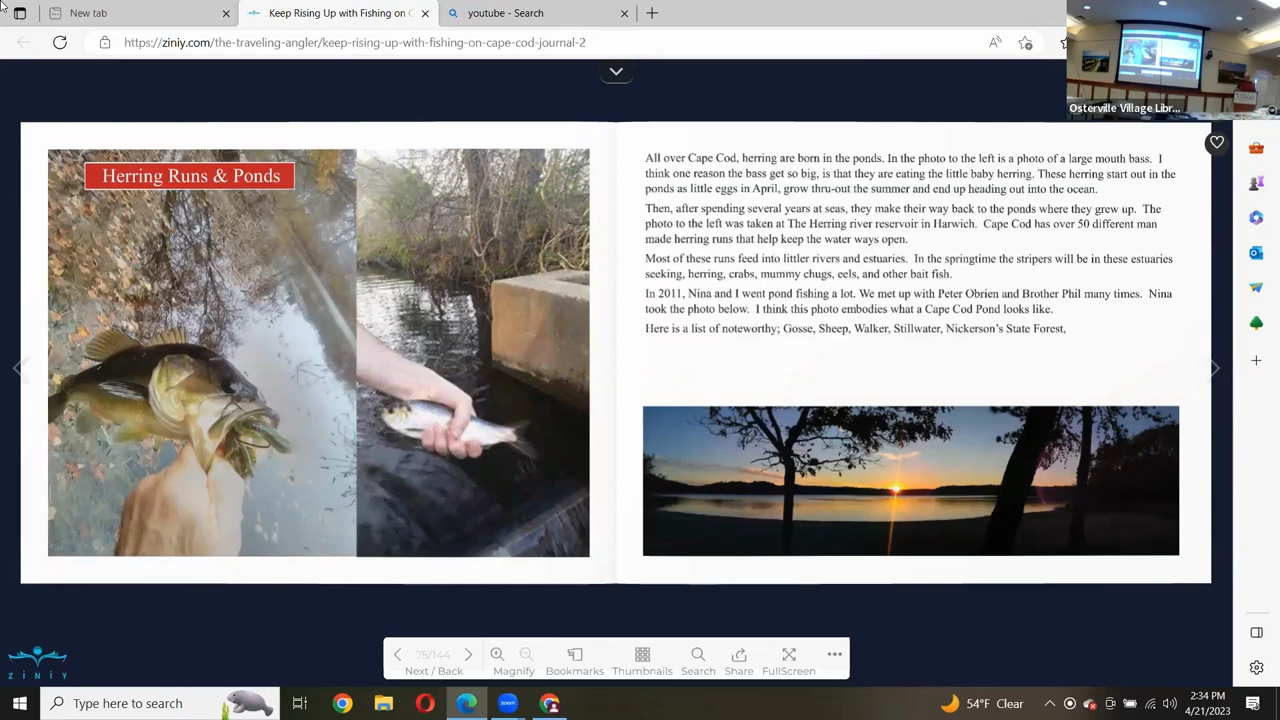 New tab
Keep Rising Up with Fishing on C
youtube - Search
https://ziniy.com/the-traveling-angler/keep-rising-up-with-fishing-on-cape-cod-journal-2
Osterville Village Libr...
Herring Runs & Ponds
All over Cape Cod, herring are born in the ponds. In the photo to the left is a photo of a large mouth bass. I
think one reason the bass get so big, is that they are eating the little baby herring. These herring start out in the
ponds as little eggs in April, grow thru-out the summer and end up heading out into the ocean.
Then, after spending several years at seas, they make their way back to the ponds where they grew up. The
photo to the left was taken at The Herring river reservoir in Harwich. Cape Cod has over 50 different man
made herring runs that help keep the water ways open.
Most of these runs feed into littler rivers and estuaries. In the springtime the stripers will be in these estuaries
seeking, herring, crabs, mummy chugs, eels, and other bait fish.
In 2011, Nina and I went pond fishing a lot. We met up with Peter Obrien and Brother Phil many times. Nina
took the photo below. I think this photo embodies what a Cape Cod Pond looks like.
Here is a list of noteworthy; Gosse, Sheep, Walker, Stillwater, Nickerson's State Forest,
75/144
Next / Back
Magnify
Bookmarks
Thumbnails
Search
Share
FullScreen
ZINIY
Type here to search
zoom
54°F Clear
2:34 PM
4/21/2023